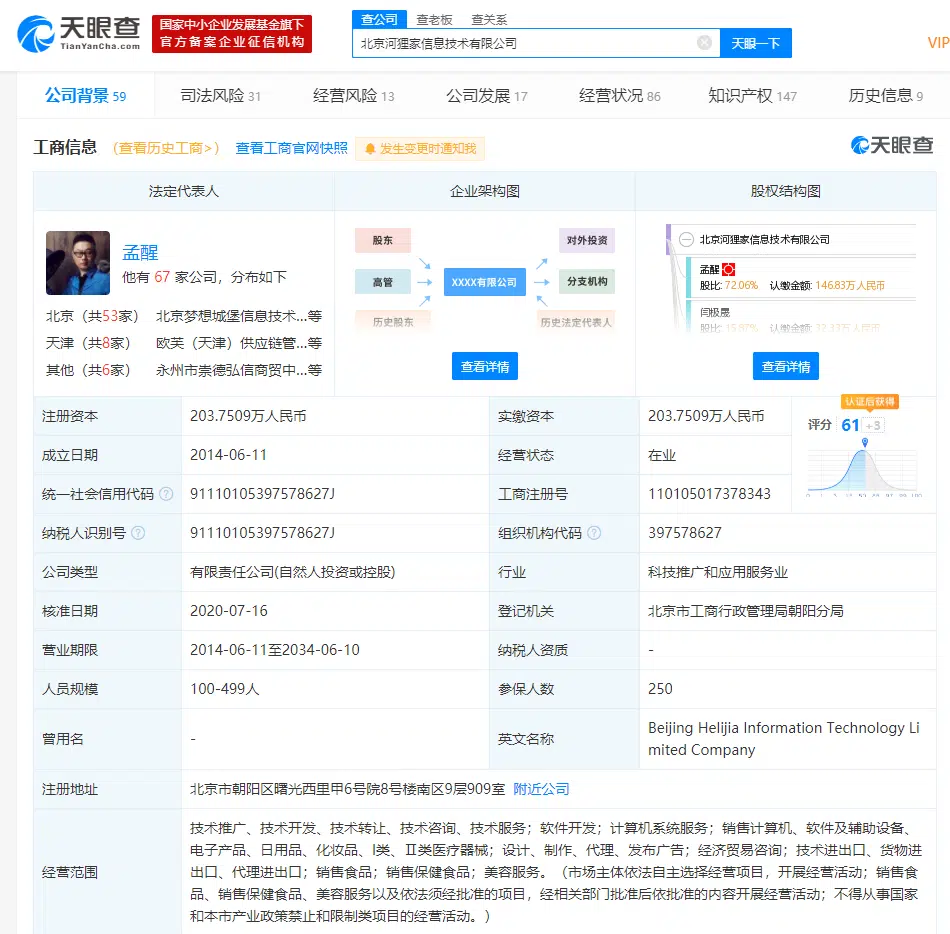 天眼查
TianYanCha.com
国家中小企业发展基金旗下
官方备案企业征信机构
查公司 查老板 查关系
北京河狸家信息技术有限公司
天眼一下
VIP
公司背景 59 司法风险 31 经营风险 13 公司发展 17 经营状况 86 知识产权 147 历史信息 9
工商信息 (查看历史工商>) 查看工商官网快照 发生变更时通知我
天眼查
法定代表人 企业架构图 股权结构图
孟醒
他有 67 家公司，分布如下
北京（共53家） 北京梦想城堡信息技术...等
天津（共8家） 欧芙（天津）供应链管...等
其他（共6家） 永州市崇德弘信商贸中...等
股东
高管
历史股东
XXXX有限公司
对外投资
分支机构
历史法定代表人
查看详情
北京河狸家信息技术有限公司
孟醒
股比: 72.06% 认缴金额: 146.83万人民币
闫极晟
股比: 15.87% 认缴金额: 32.33万人民币
查看详情
注册资本 203.7509万人民币 实缴资本 203.7509万人民币
认证后获得
评分 61 +3
成立日期 2014-06-11 经营状态 在业
统一社会信用代码 91110105397578627J 工商注册号 110105017378343
纳税人识别号 91110105397578627J 组织机构代码 397578627
公司类型 有限责任公司(自然人投资或控股) 行业 科技推广和应用服务业
核准日期 2020-07-16 登记机关 北京市工商行政管理局朝阳分局
营业期限 2014-06-11至2034-06-10 纳税人资质 -
人员规模 100-499人 参保人数 250
曾用名 - 英文名称 Beijing Helijia Information Technology Li
mited Company
注册地址 北京市朝阳区曙光西里甲6号院8号楼南区9层909室 附近公司
经营范围
技术推广、技术开发、技术转让、技术咨询、技术服务；软件开发；计算机系统服务；销售计算机、软件及辅助设备、
电子产品、日用品、化妆品、I类、II类医疗器械；设计、制作、代理、发布广告；经济贸易咨询；技术进出口、货物进
出口、代理进出口；销售食品；销售保健食品；美容服务。（市场主体依法自主选择经营项目，开展经营活动；销售食
品、销售保健食品、美容服务以及依法须经批准的项目，经相关部门批准后依批准的内容开展经营活动；不得从事国家
和本市产业政策禁止和限制类项目的经营活动。）